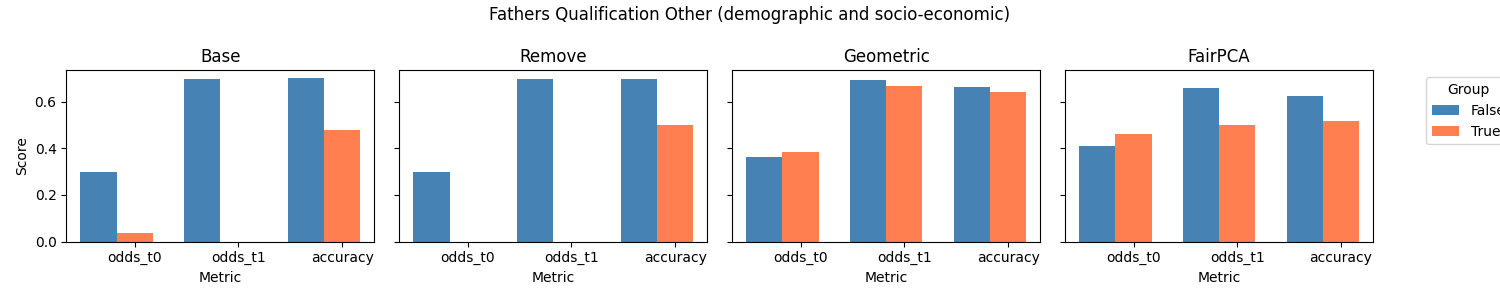 Fathers Qualification Other (demographic and socio-economic)
Base
Remove
Geometric
FairPCA
Score
0.6
0.4
0.2
0.0
odds_t0 odds_t1 accuracy
odds_t0 odds_t1 accuracy
odds_t0 odds_t1 accuracy
odds_t0 odds_t1 accuracy
Metric
Metric
Metric
Metric
Group
False
True